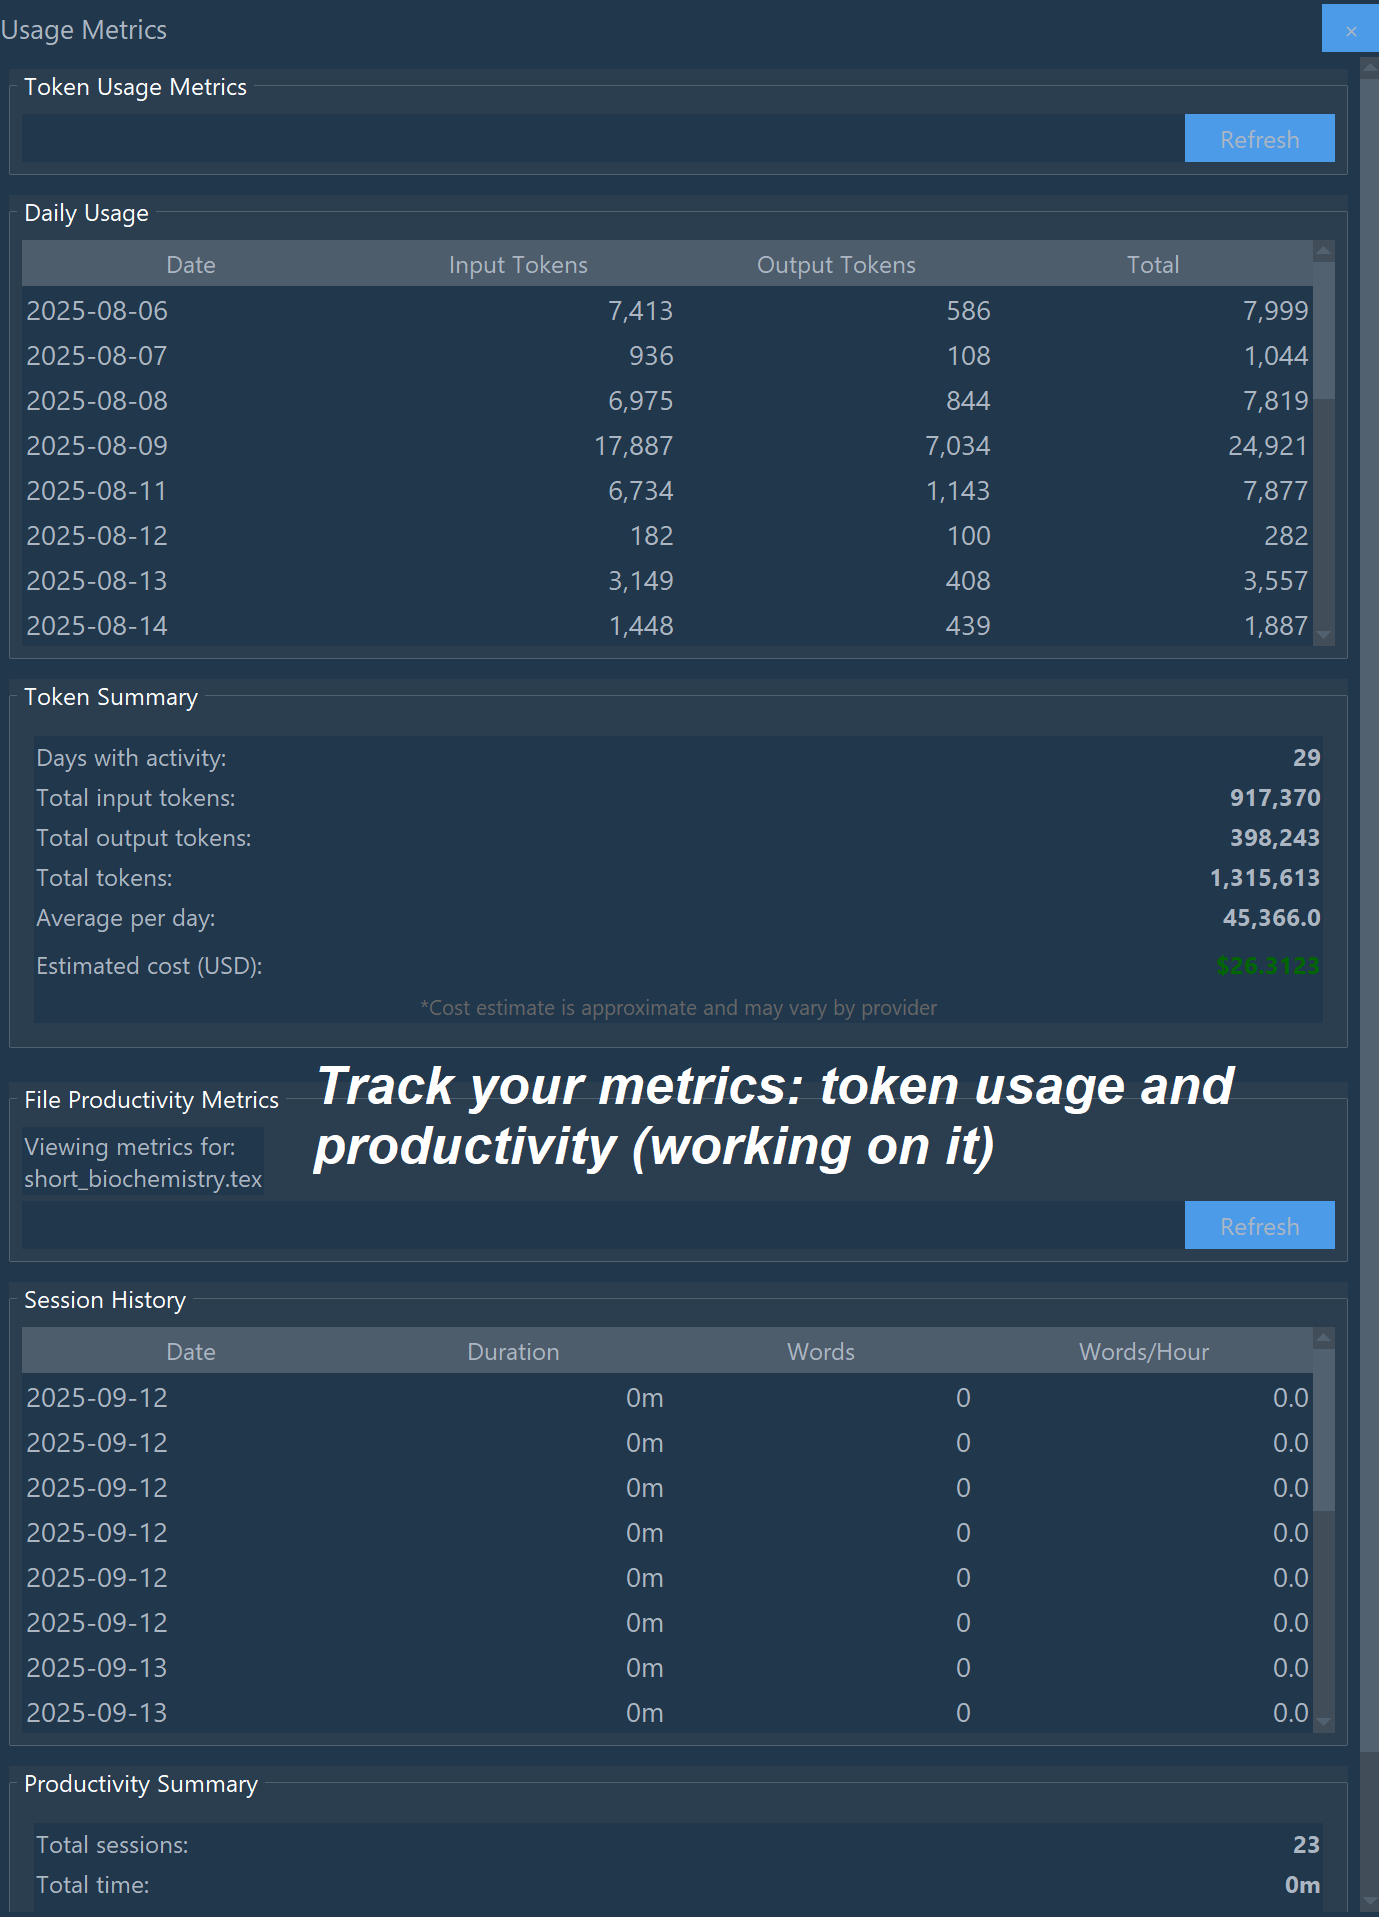 Usage Metrics
×
Token Usage Metrics
Refresh
Daily Usage
Date Input Tokens Output Tokens Total
2025-08-06 7,413 586 7,999
2025-08-07 936 108 1,044
2025-08-08 6,975 844 7,819
2025-08-09 17,887 7,034 24,921
2025-08-11 6,734 1,143 7,877
2025-08-12 182 100 282
2025-08-13 3,149 408 3,557
2025-08-14 1,448 439 1,887
Token Summary
Days with activity: 29
Total input tokens: 917,370
Total output tokens: 398,243
Total tokens: 1,315,613
Average per day: 45,366.0
Estimated cost (USD): $26.3123
*Cost estimate is approximate and may vary by provider
Track your metrics: token usage and
productivity (working on it)
File Productivity Metrics
Viewing metrics for:
short_biochemistry.tex
Refresh
Session History
Date Duration Words Words/Hour
2025-09-12 0m 0 0.0
2025-09-12 0m 0 0.0
2025-09-12 0m 0 0.0
2025-09-12 0m 0 0.0
2025-09-12 0m 0 0.0
2025-09-12 0m 0 0.0
2025-09-13 0m 0 0.0
2025-09-13 0m 0 0.0
Productivity Summary
Total sessions: 23
Total time: 0m